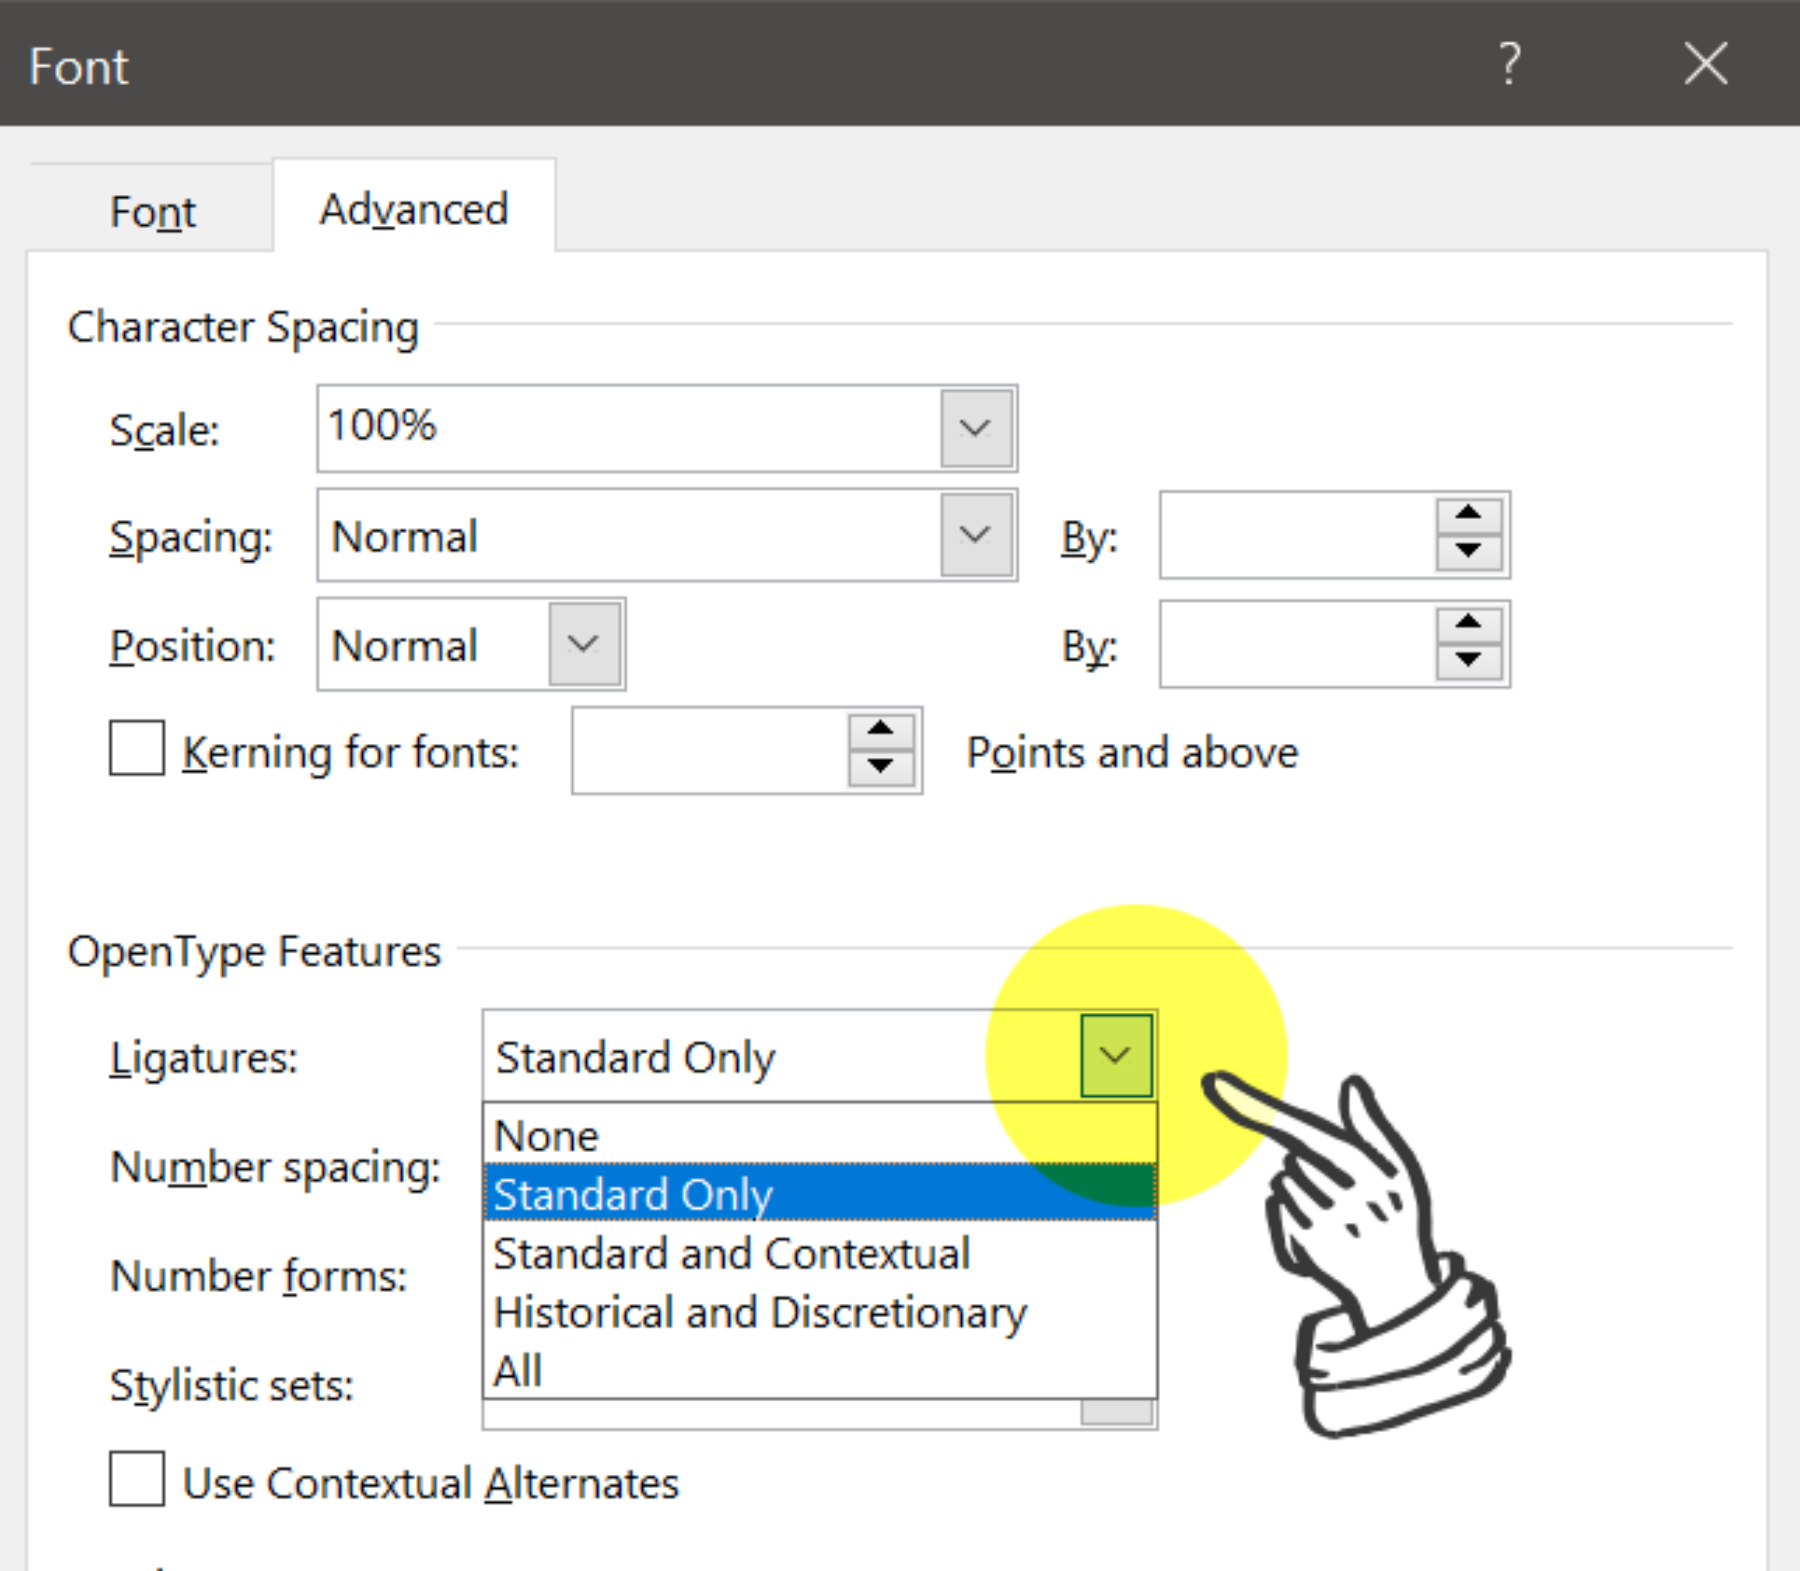 Font ?
Font Advanced
Character Spacing
Scale: 100%
Spacing: Normal By:
Position: Normal By:
Kerning for fonts: Points and above
OpenType Features
Ligatures: Standard Only
None
Number spacing:
Standard Only
Standard and Contextual
Number forms:
Historical and Discretionary
All
Stylistic sets:
Use Contextual Alternates